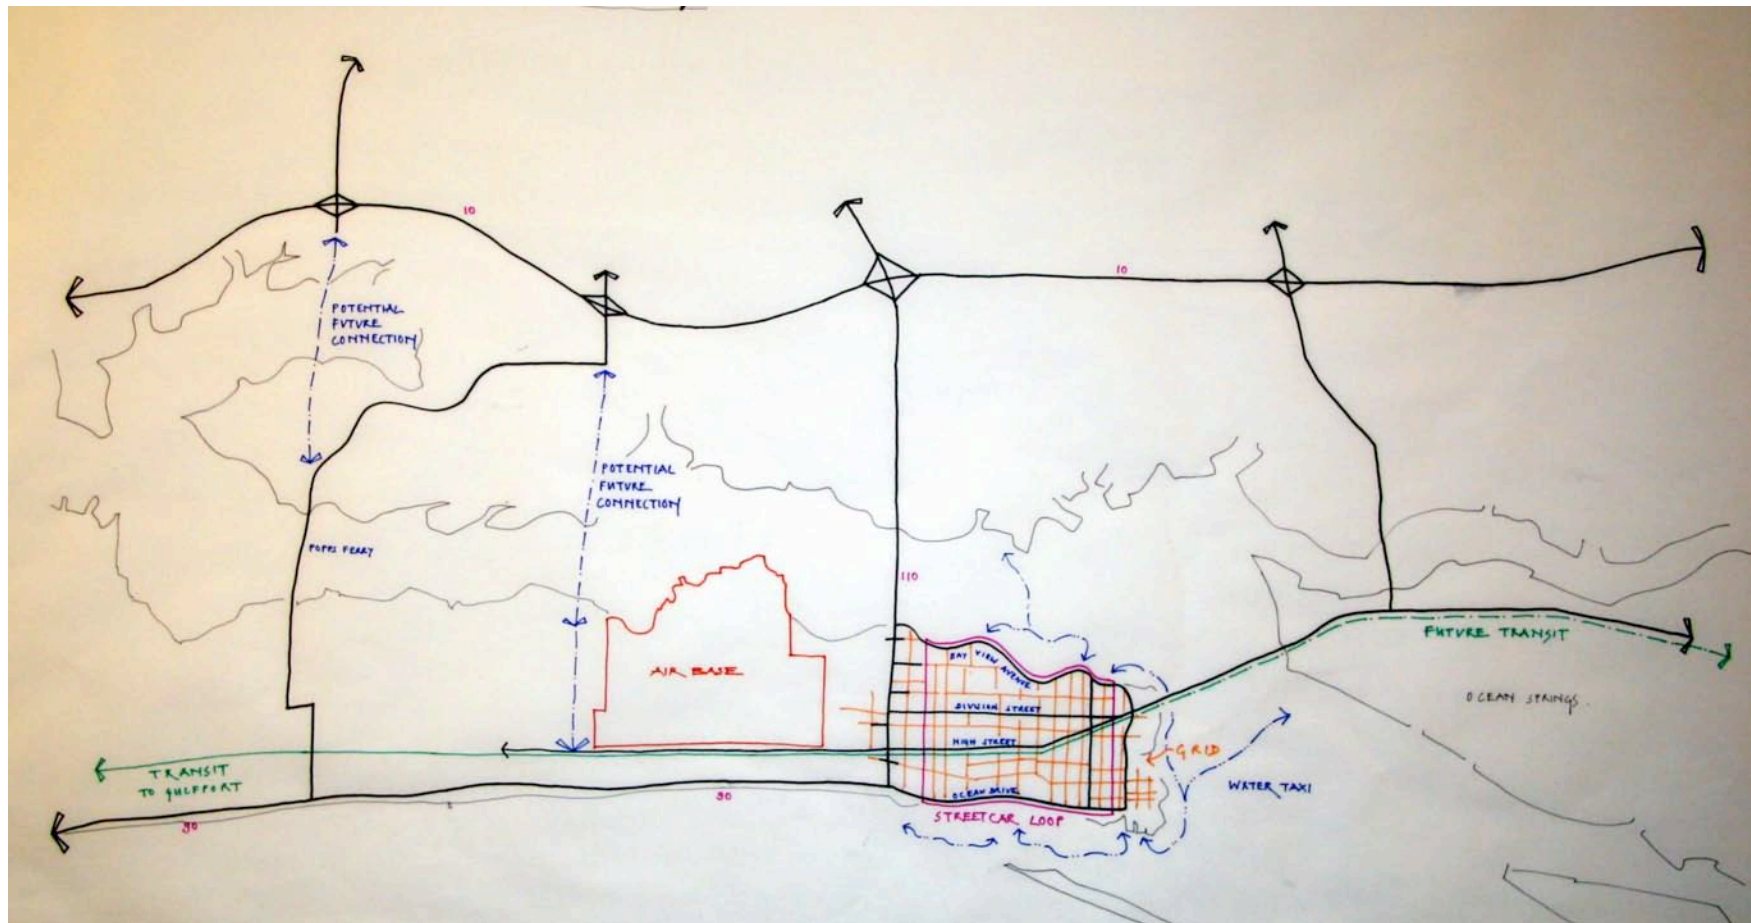 10
10
POTENTIAL
FUTURE
CONNECTION
POTENTIAL
FUTURE
CONNECTION
POPPS FERRY
110
AIR BASE
BAY VIEW AVENUE
DIVISION STREET
HIGH STREET
OCEAN DRIVE
STREETCAR LOOP
GRID
WATER TAXI
FUTURE TRANSIT
OCEAN SPRINGS.
TRANSIT
TO GULFPORT
90
90